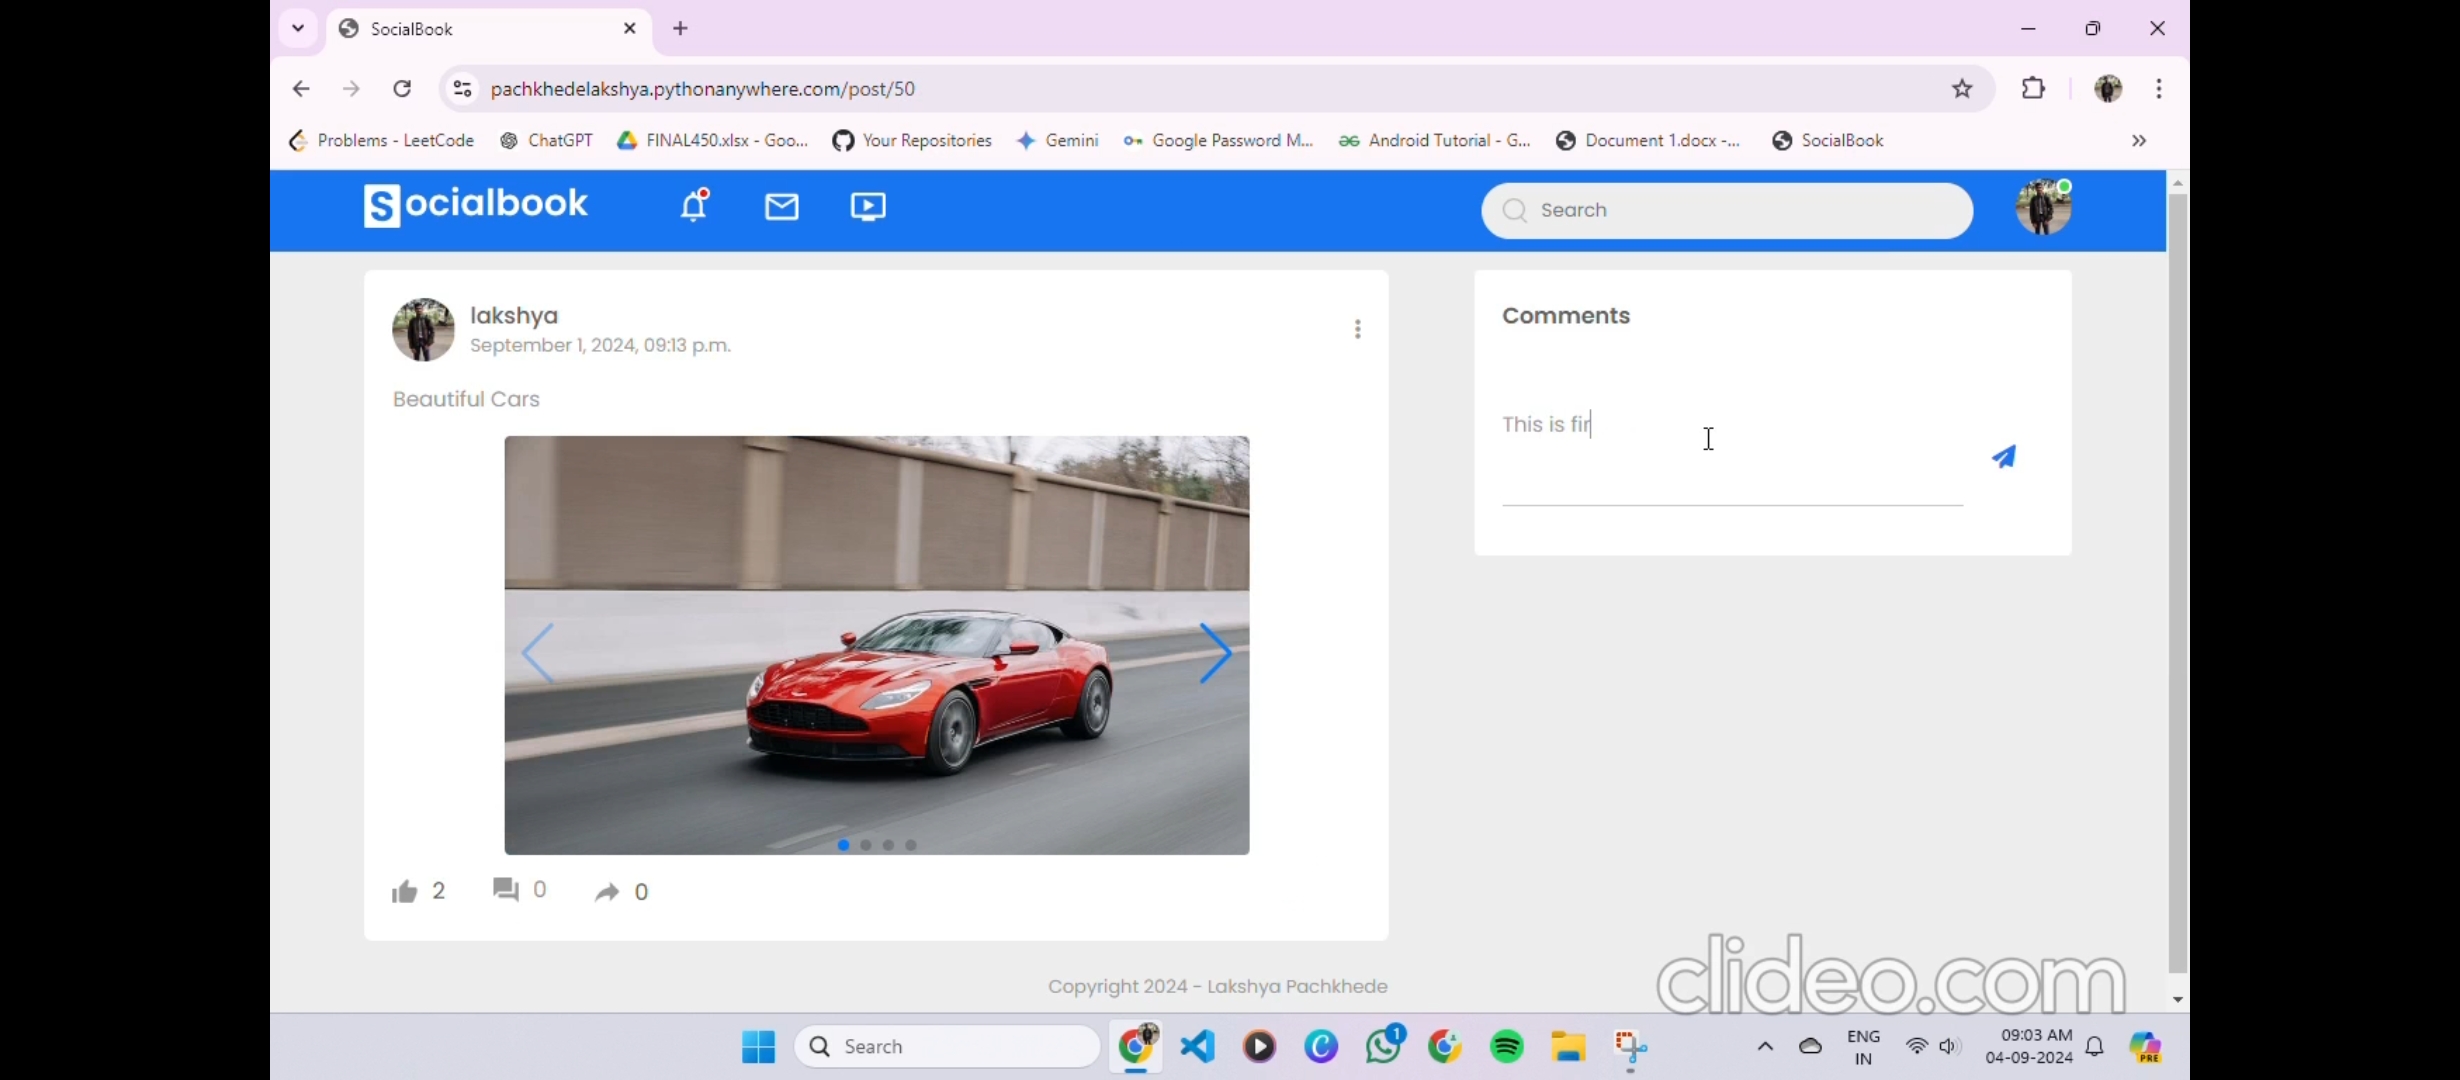 SocialBook
pachkhedelakshya.pythonanywhere.com/post/50
Problems - LeetCode
ChatGPT
FINAL450.xlsx - Goo...
Your Repositories
Gemini
Google Password M...
Android Tutorial - G...
Document 1.docx -...
SocialBook
Socialbook
Search
lakshya
September 1, 2024, 09:13 p.m.
Beautiful Cars
2
0
0
Comments
This is fir
Copyright 2024 - Lakshya Pachkhede
clideo.com
Search
1
ENG
IN
09:03 AM
04-09-2024
PRE